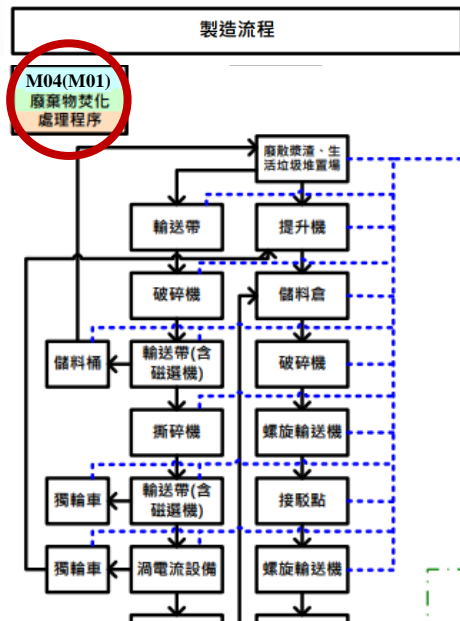 製造流程
M04(M01)
廢棄物焚化
處理程序
廢散漿渣、生
活垃圾堆置場
輸送帶
提升機
破碎機
儲料倉
儲料桶
輸送帶(含
磁選機)
破碎機
撕碎機
螺旋輸送機
獨輪車
輸送帶(含
磁選機)
接駁點
獨輪車
渦電流設備
螺旋輸送機